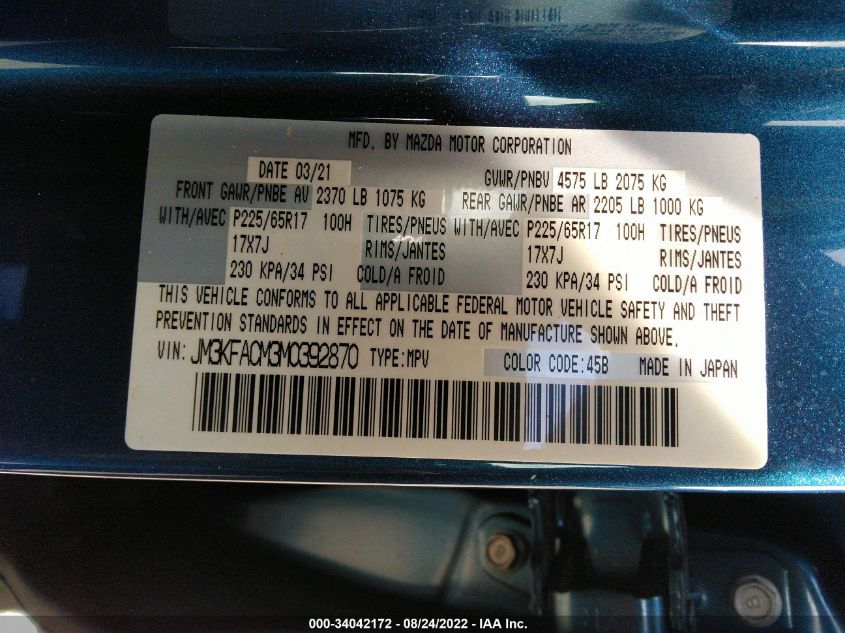 MFD. BY MAZDA MOTOR CORPORATION
DATE 03/21 GVWR/PNBV 4575 LB 2075 KG
FRONT GAWR/PNBE AV 2370 LB 1075 KG REAR GAWR/PNBE AR 2205 LB 1000 KG
WITH/AVEC P225/65R17 100H TIRES/PNEUS WITH/AVEC P225/65R17 100H TIRES/PNEUS
17X7J RIMS/JANTES 17X7J RIMS/JANTES
230 KPA/34 PSI COLD/A FROID 230 KPA/34 PSI COLD/A FROID
THIS VEHICLE CONFORMS TO ALL APPLICABLE FEDERAL MOTOR VEHICLE SAFETY AND THEFT
PREVENTION STANDARDS IN EFFECT ON THE DATE OF MANUFACTURE SHOWN ABOVE.
VIN: JM3KFACM3M0392870 TYPE:MPV COLOR CODE:45B MADE IN JAPAN
000-34042172 - 08/24/2022 - IAA Inc.